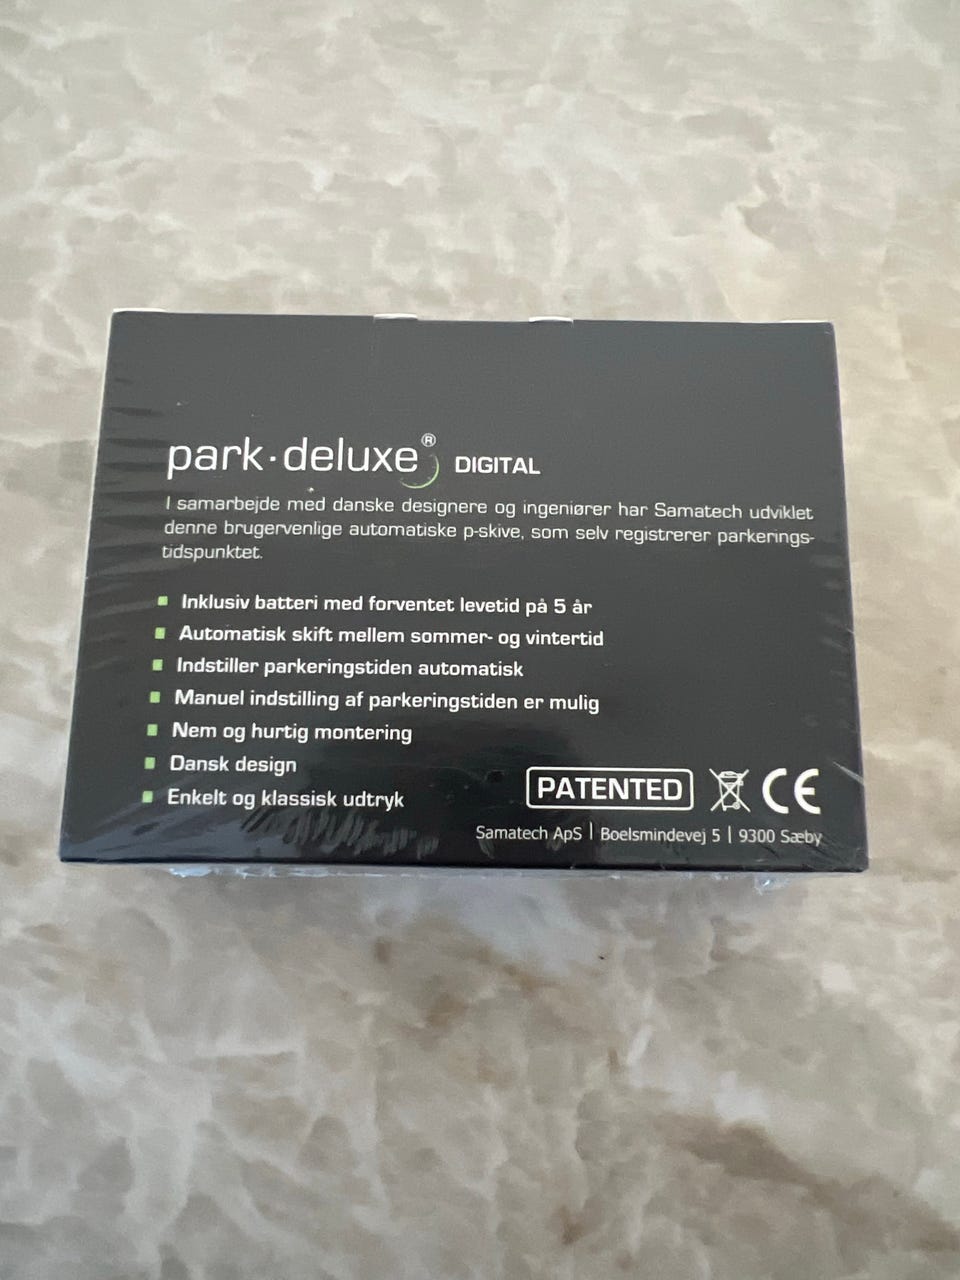 park·deluxe® DIGITAL
I samarbejde med danske designere og ingeniører har Samatech udviklet
denne brugervenlige automatiske p-skive, som selv registrerer parkerings-
tidspunktet.
Inklusiv batteri med forventet levetid på 5 år
Automatisk skift mellem sommer- og vintertid
Indstiller parkeringstiden automatisk
Manuel indstilling af parkeringstiden er mulig
Nem og hurtig montering
Dansk design
Enkelt og klassisk udtryk
PATENTED CE
Samatech ApS | Boelsmindevej 5 | 9300 Sæby